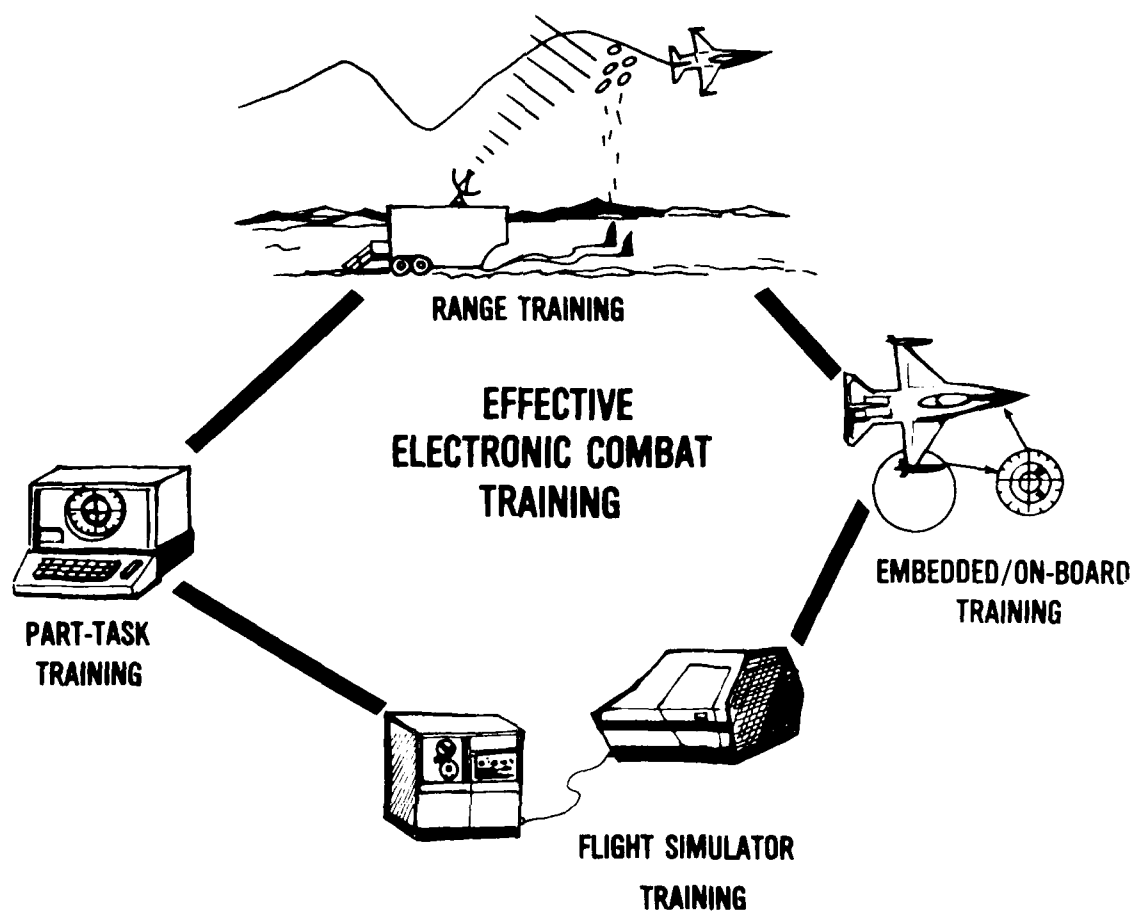 RANGE TRAINING
EFFECTIVE
ELECTRONIC COMBAT
TRAINING
EMBEDDED/ON-BOARD
TRAINING
PART-TASK
TRAINING
FLIGHT SIMULATOR
TRAINING